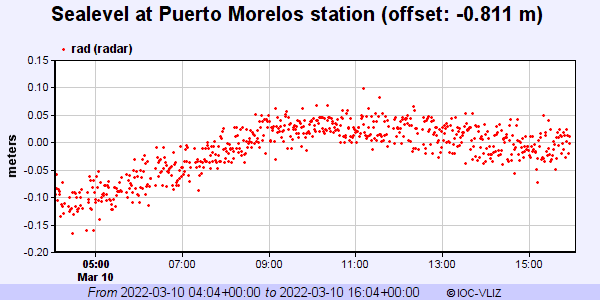 Sealevel at Puerto Morelos station (offset: -0.811 m)
rad (radar)
meters
0.15
0.10
0.05
0.00
-0.05
-0.10
-0.15
-0.20
05:00 07:00 09:00 11:00 13:00 15:00
Mar 10
From 2022-03-10 04:04+00:00 to 2022-03-10 16:04+00:00 © IOC-VLIZ